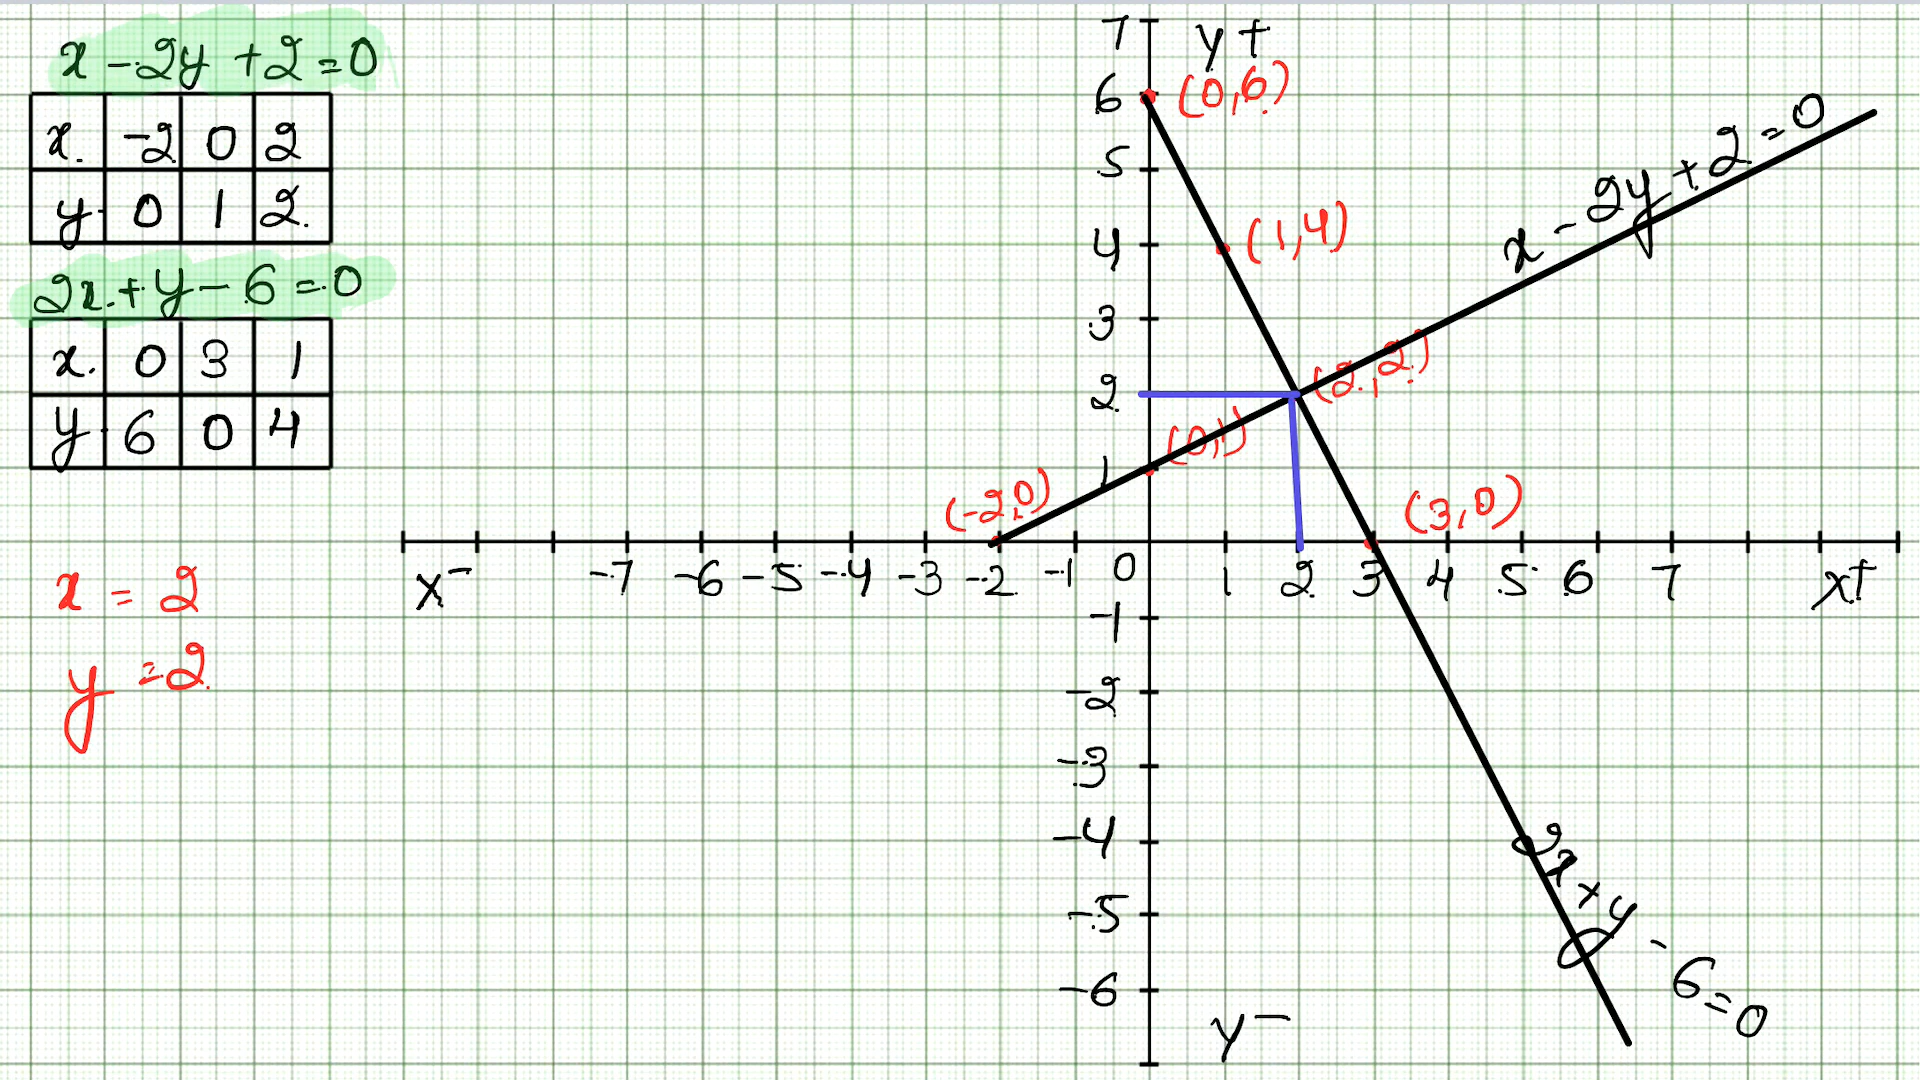 x - 2y + 2 = 0
x -2 0 2
y 0 1 2
2x + y - 6 = 0
x 0 3 1
y 6 0 4
x = 2
y = 2
y+
7
6
(0,6)
5
4
(1,4)
3
2
(2,2)
(0,1)
1
(-2,0)
(3,0)
x - 2y + 2 = 0
x- -7 -6 -5 -4 -3 -2 -1 0 1 2 3 4 5 6 7 x+
-1
-2
-3
-4
-5
-6
y-
2x + y - 6 = 0